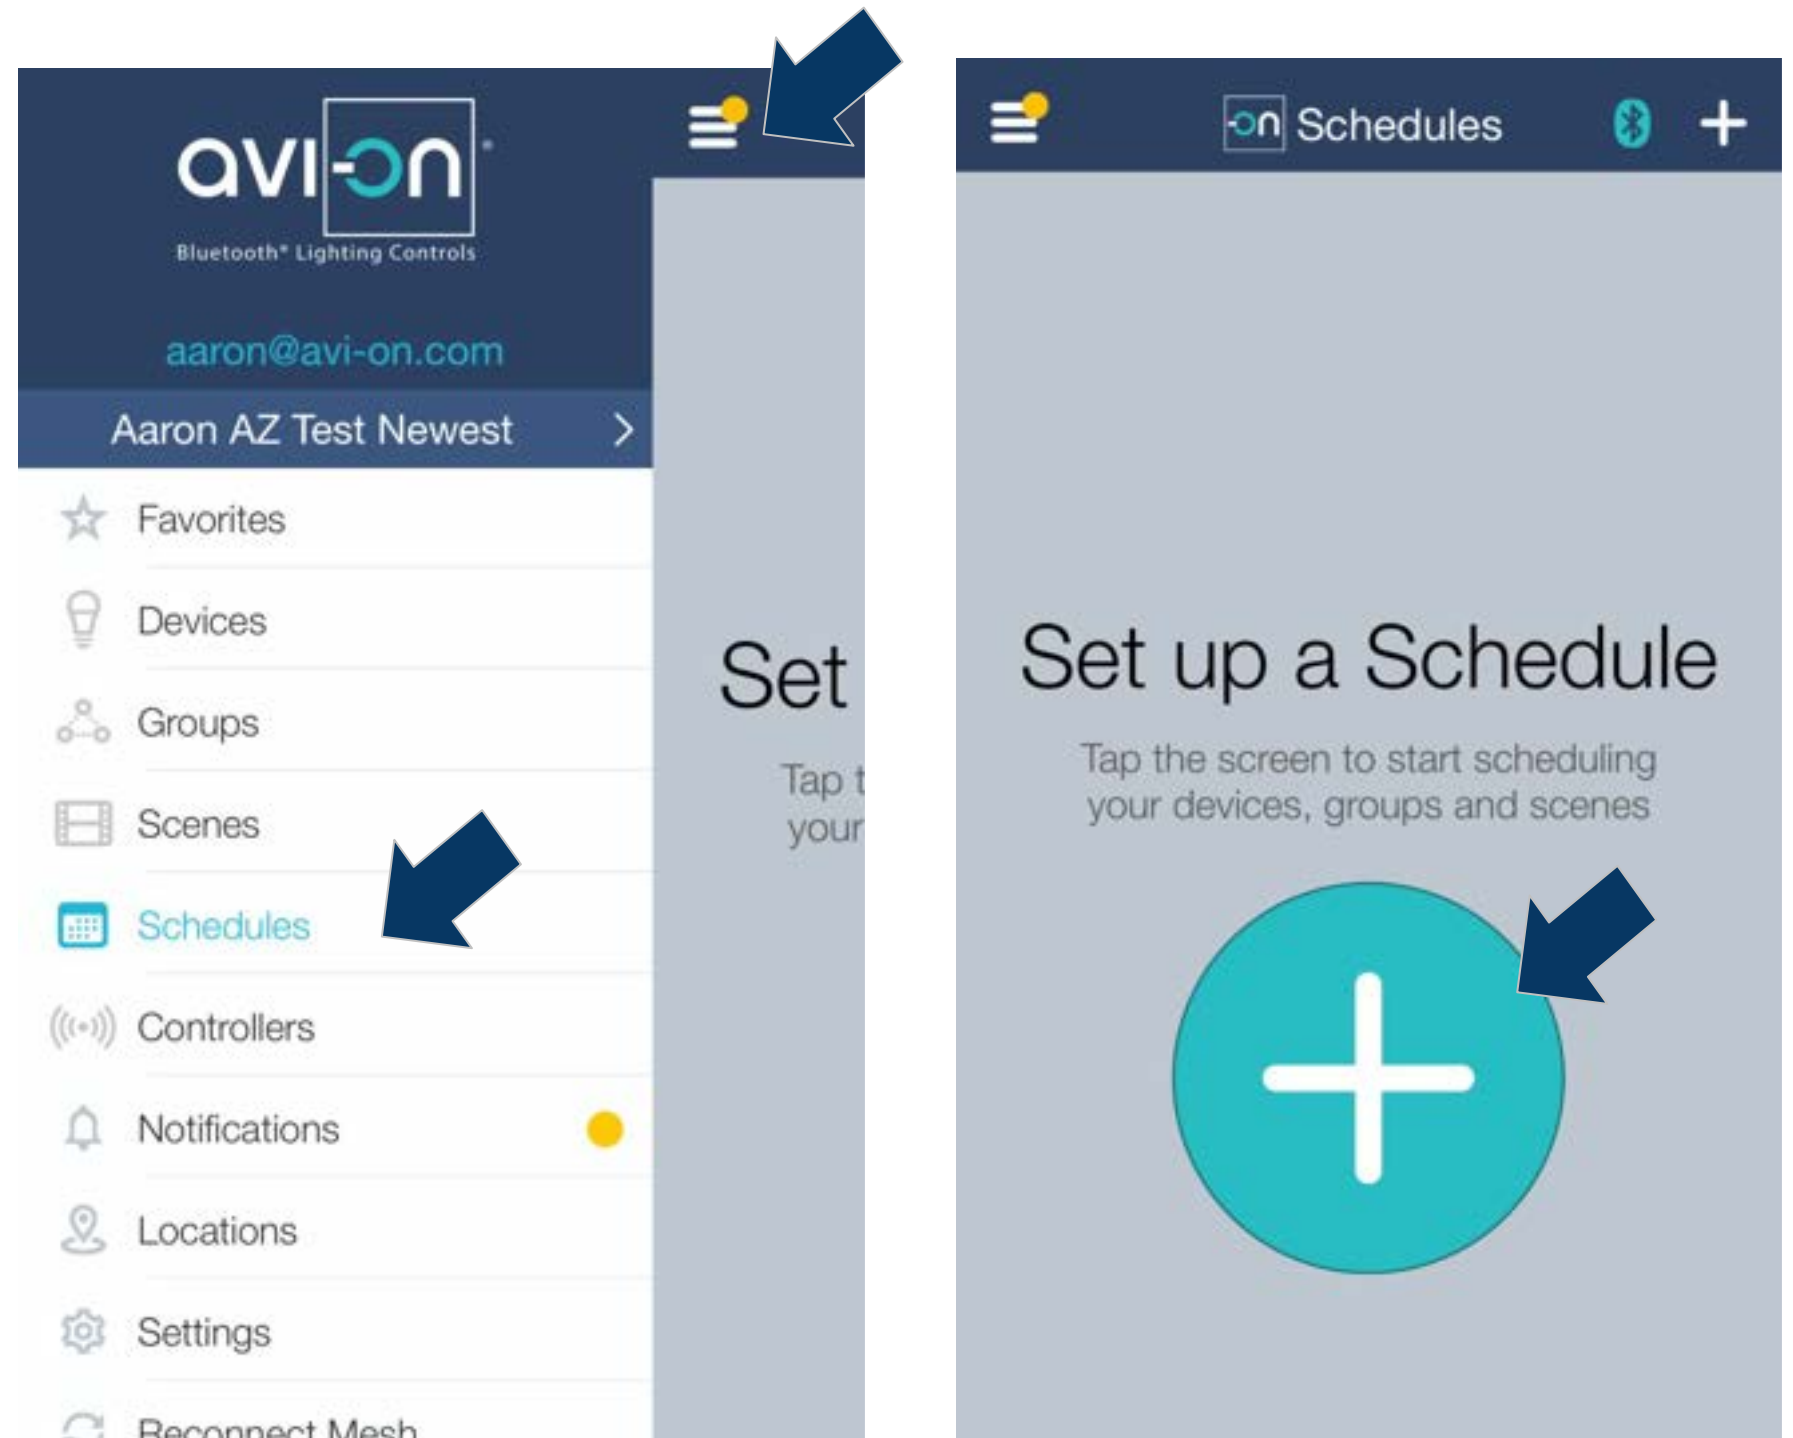 avi-on®
Bluetooth® Lighting Controls
aaron@avi-on.com
Aaron AZ Test Newest
Favorites
Devices
Groups
Scenes
Schedules
Controllers
Notifications
Locations
Settings
Reconnect Mesh
Set
Tap t
your
-on Schedules
Set up a Schedule
Tap the screen to start scheduling
your devices, groups and scenes